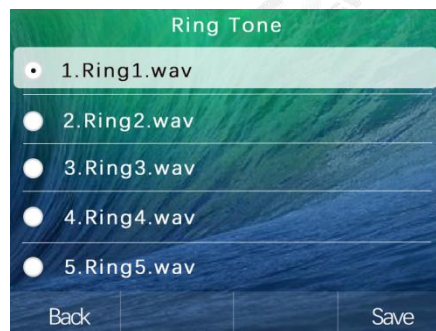 Ring Tone
1.Ring1.wav
2.Ring2.wav
3.Ring3.wav
4.Ring4.wav
5.Ring5.wav
Back Save